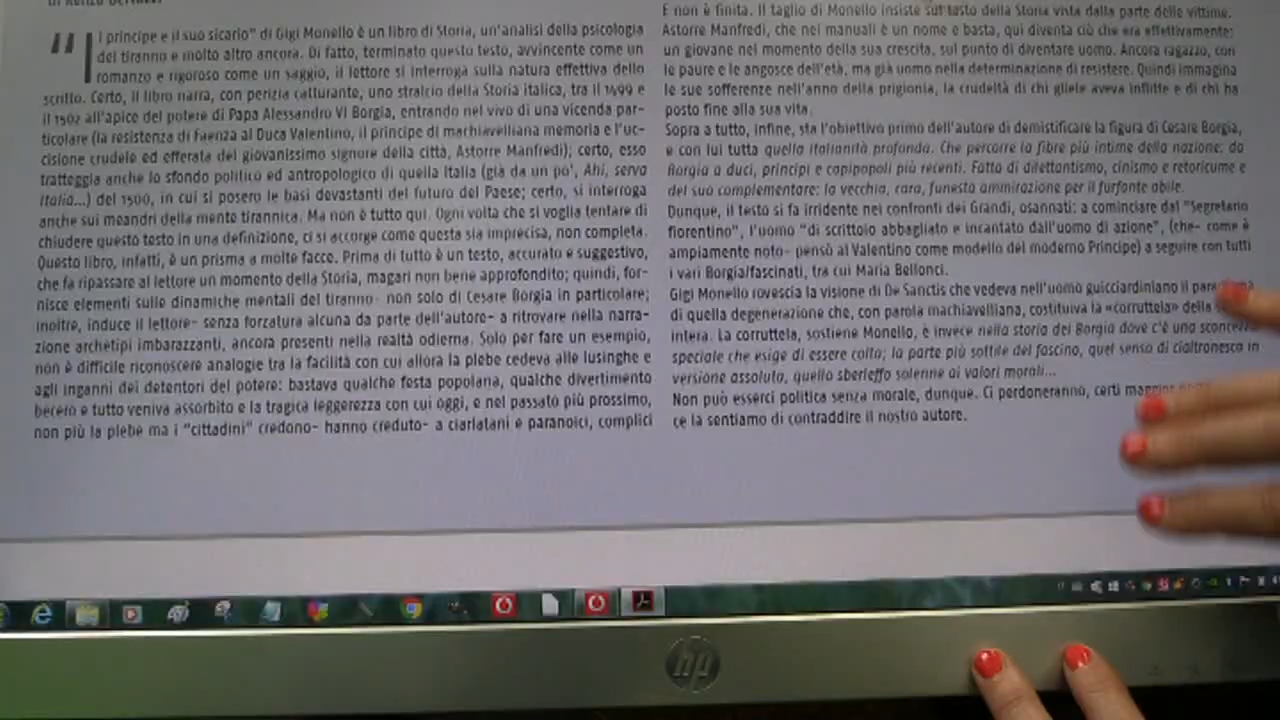 “Il principe e il suo sicario" di Gigi Monello è un libro di Storia, un'analisi della psicologia
del tiranno e molto altro ancora. Di fatto, terminato questo testo, avvincente come un
romanzo e rigoroso come un saggio, il lettore si interroga sulla natura effettiva dello
scritto. Certo, il libro narra, con perizia catturante, uno stralcio della Storia italica, tra il 1499 e
il 1502 all'apice del potere di Papa Alessandro VI Borgia, entrando nel vivo di una vicenda par-
ticolare (la resistenza di Faenza al Duca Valentino, il principe di machiavelliana memoria e l'uc-
cisione crudele ed efferata del giovanissimo signore della città, Astorre Manfredi); certo, esso
tratteggia anche lo sfondo politico ed antropologico di quella Italia (già da un po', Ahi, serva
Italia...) del 1500, in cui si posero le basi devastanti del futuro del Paese; certo, si interroga
anche sui meandri della mente tirannica. Ma non è tutto qui. Ogni volta che si voglia tentare di
chiudere questo testo in una definizione, ci si accorge come questa sia imprecisa, non completa.
Questo libro, infatti, è un prisma a molte facce. Prima di tutto è un testo, accurato e suggestivo,
che fa ripassare al lettore un momento della Storia, magari non bene approfondito; quindi, for-
nisce elementi sulle dinamiche mentali del tiranno- non solo di Cesare Borgia in particolare;
inoltre, induce il lettore- senza forzatura alcuna da parte dell'autore- a ritrovare nella narra-
zione archetipi imbarazzanti, ancora presenti nella realtà odierna. Solo per fare un esempio,
non è difficile riconoscere analogie tra la facilità con cui allora la plebe cedeva alle lusinghe e
agli inganni dei detentori del potere: bastava qualche festa popolana, qualche divertimento
becero e tutto veniva assorbito e la tragica leggerezza con cui oggi, e nel passato più prossimo,
non più la plebe ma i "cittadini" credono- hanno creduto- a ciarlatani e paranoici, complici
E non è finita. Il taglio di Monello insiste sul tasto della Storia vista dalla parte delle vittime.
Astorre Manfredi, che nei manuali è un nome e basta, qui diventa ciò che era effettivamente:
un giovane nel momento della sua crescita, sul punto di diventare uomo. Ancora ragazzo, con
le paure e le angosce dell'età, ma già uomo nella determinazione di resistere. Quindi immagina
le sue sofferenze nell'anno della prigionia, la crudeltà di chi gliele aveva inflitte e di chi ha
posto fine alla sua vita.
Sopra a tutto, infine, sta l'obiettivo primo dell'autore di demistificare la figura di Cesare Borgia,
e con lui tutta quella italianità profonda. Che percorre la fibre più intime della nazione: da
Borgia a duci, principi e capipopoli più recenti. Fatta di dilettantismo, cinismo e retoricume e
del suo complementare: la vecchia, cara, funesta ammirazione per il furfante abile.
Dunque, il testo si fa irridente nei confronti dei Grandi, osannati: a cominciare dal "Segretario
fiorentino", l'uomo "di scrittoio abbagliato e incantato dall'uomo di azione", (che- come è
ampiamente noto- pensò al Valentino come modello del moderno Principe) a seguire con tutti
i vari Borgia/fascinati, tra cui Maria Bellonci.
Gigi Monello rovescia la visione di De Sanctis che vedeva nell'uomo guicciardiniano il
di quella degenerazione che, con parola machiavelliana, costituiva la «corruttela» della
intera. La corruttela, sostiene Monello, è invece nella storia dei Borgia dove c'è una sconcezza
speciale che esige di essere colta; la parte più sottile del fascino, quel senso di cialtronesco in
versione assoluta, quello sberleffo solenne ai valori morali...
Non può esserci politica senza morale, dunque. Ci perdoneranno, certi
ce la sentiamo di contraddire il nostro autore.
hp